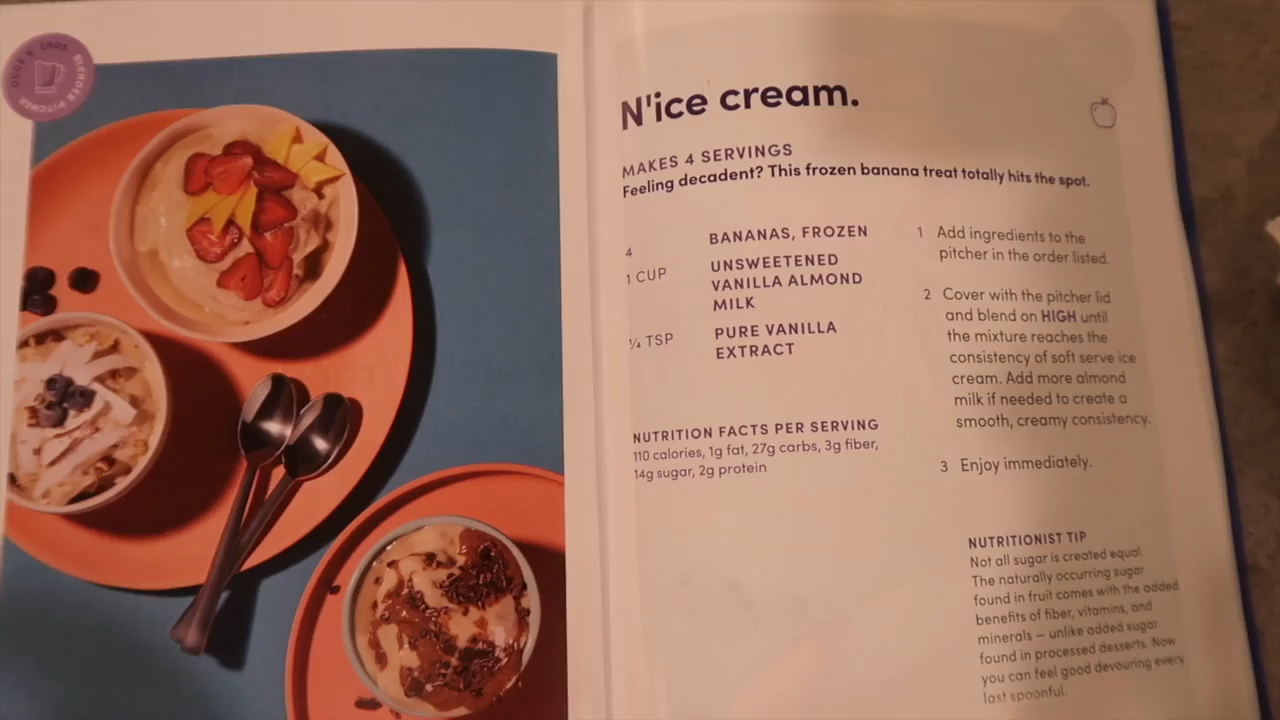 N'ice cream.
MAKES 4 SERVINGS
Feeling decadent? This frozen banana treat totally hits the spot.
4 BANANAS, FROZEN
1 CUP UNSWEETENED
VANILLA ALMOND
MILK
¼ TSP PURE VANILLA
EXTRACT
NUTRITION FACTS PER SERVING
110 calories, 1g fat, 27g carbs, 3g fiber,
14g sugar, 2g protein
1 Add ingredients to the
pitcher in the order listed.
2 Cover with the pitcher lid
and blend on HIGH until
the mixture reaches the
consistency of soft serve ice
cream. Add more almond
milk if needed to create a
smooth, creamy consistency.
3 Enjoy immediately.
NUTRITIONIST TIP
Not all sugar is created equal.
The naturally occurring sugar
found in fruit comes with the added
benefits of fiber, vitamins, and
minerals – unlike added sugar
found in processed desserts. Now
you can feel good devouring every
last spoonful.
BLENDER PITCHER